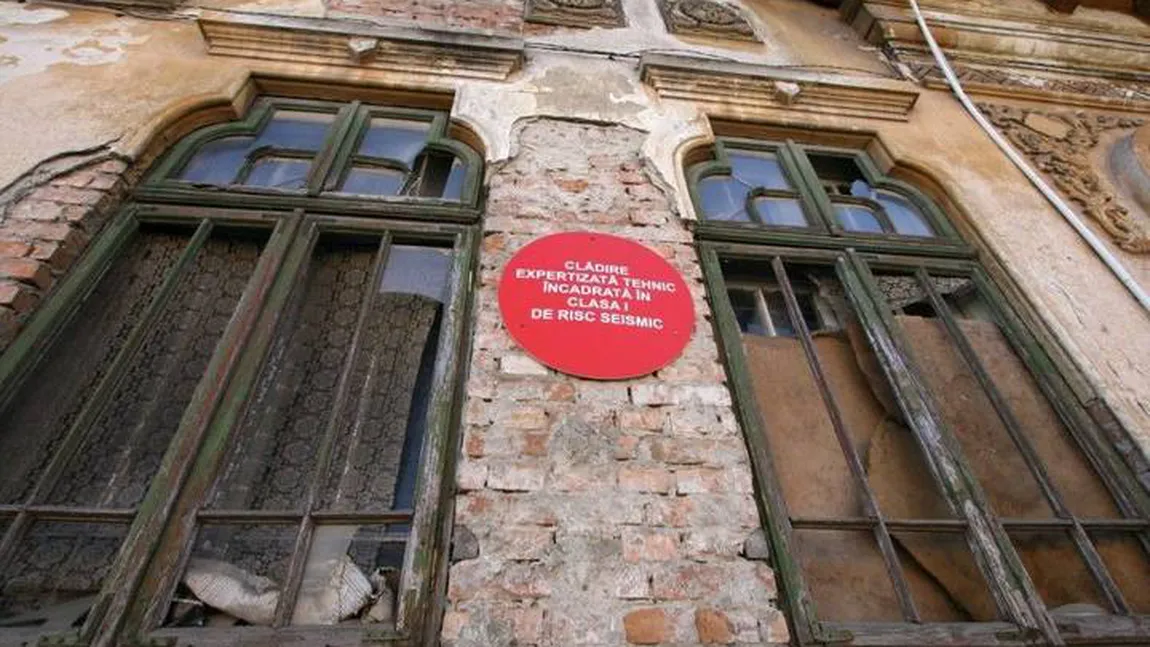 CLĂDIRE
EXPERTIZATĂ TEHNIC
ÎNCADRATĂ ÎN
CLASA I
DE RISC SEISMIC